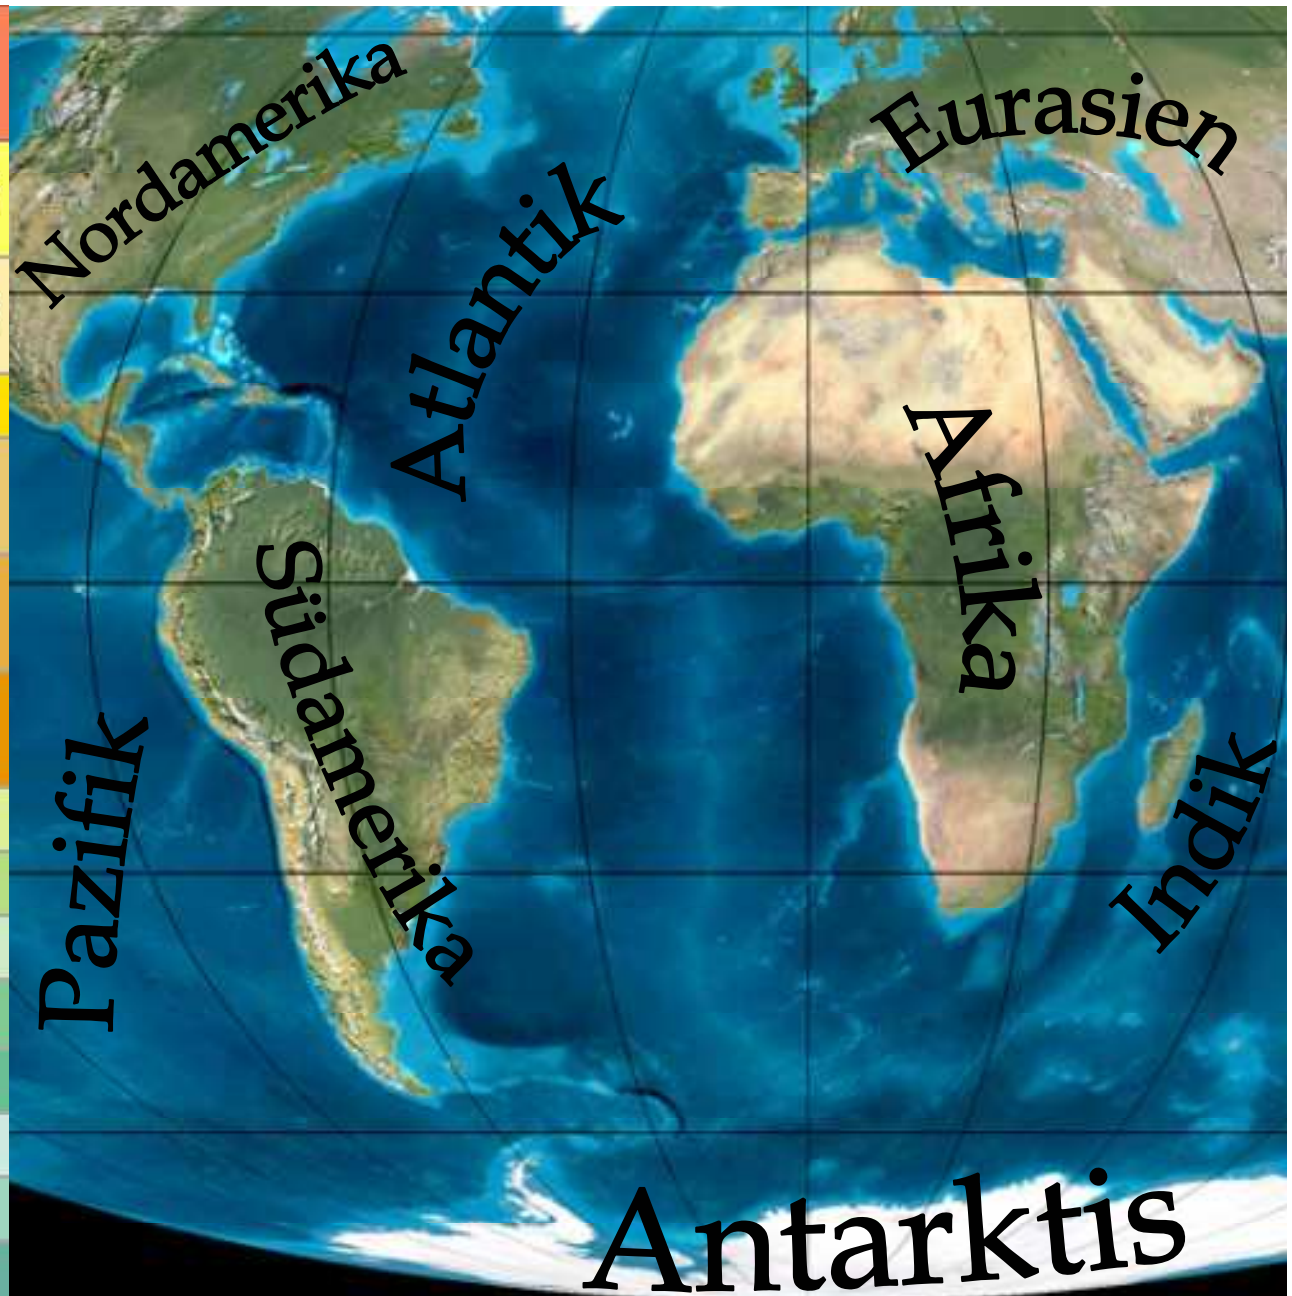 Nordamerika
Eurasien
Atlantik
Afrika
Südamerika
Pazifik
Indik
Antarktis